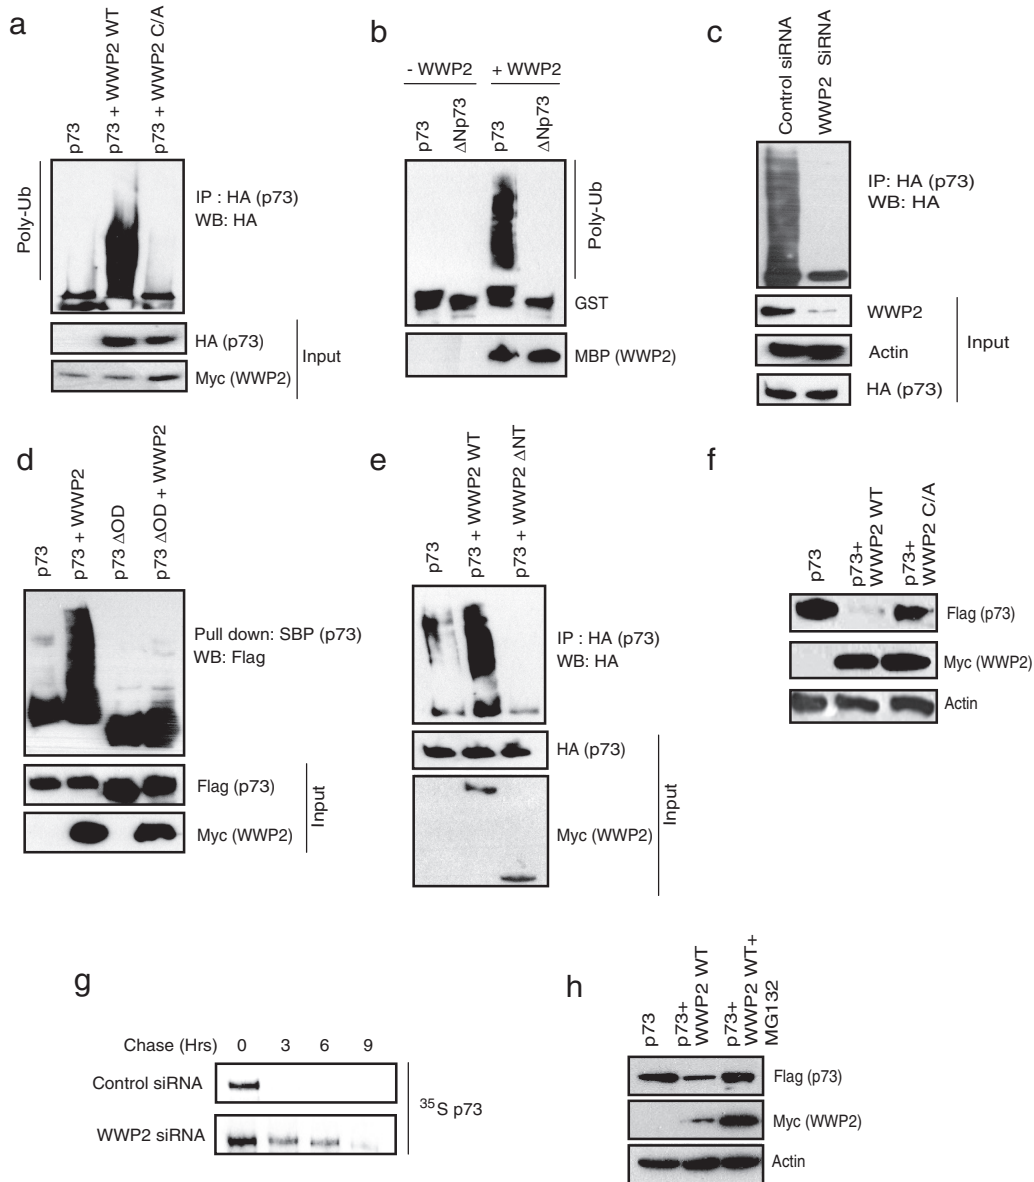 a
p73
p73 + WWP2 WT
p73 + WWP2 C/A
Poly-Ub
IP : HA (p73)
WB: HA
HA (p73)
Myc (WWP2)
Input
b
- WWP2
+ WWP2
p73
ΔNp73
p73
ΔNp73
Poly-Ub
GST
MBP (WWP2)
c
Control siRNA
WWP2 SiRNA
IP: HA (p73)
WB: HA
WWP2
Actin
HA (p73)
Input
d
p73
p73 + WWP2
p73 ΔOD
p73 ΔOD + WWP2
Pull down: SBP (p73)
WB: Flag
Flag (p73)
Myc (WWP2)
Input
e
p73
p73 + WWP2 WT
p73 + WWP2 ΔNT
IP : HA (p73)
WB: HA
HA (p73)
Myc (WWP2)
Input
f
p73
p73+
WWP2 WT
p73+
WWP2 C/A
Flag (p73)
Myc (WWP2)
Actin
g
Chase (Hrs) 0 3 6 9
Control siRNA
WWP2 siRNA
35S p73
h
p73
p73+
WWP2 WT
p73+
WWP2 WT+
MG132
Flag (p73)
Myc (WWP2)
Actin